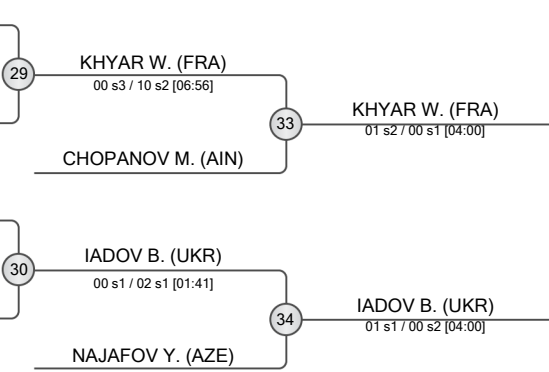 29
KHYAR W. (FRA)
00 s3 / 10 s2 [06:56]
33
KHYAR W. (FRA)
01 s2 / 00 s1 [04:00]
CHOPANOV M. (AIN)
30
IADOV B. (UKR)
00 s1 / 02 s1 [01:41]
34
IADOV B. (UKR)
01 s1 / 00 s2 [04:00]
NAJAFOV Y. (AZE)